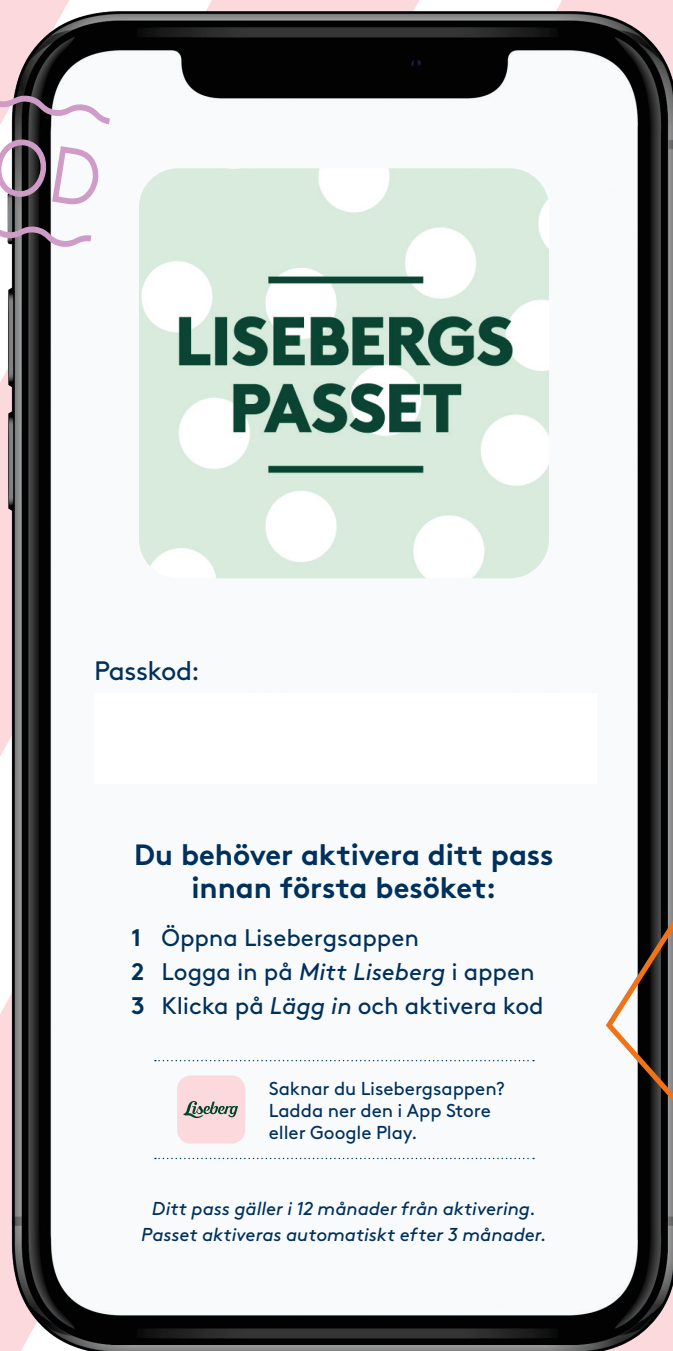 OD
LISEBERGS
PASSET
Passkod:
Du behöver aktivera ditt pass
innan första besöket:
1 Öppna Lisebergsappen
2 Logga in på Mitt Liseberg i appen
3 Klicka på Lägg in och aktivera kod
Liseberg
Saknar du Lisebergsappen?
Ladda ner den i App Store
eller Google Play.
Ditt pass gäller i 12 månader från aktivering.
Passet aktiveras automatiskt efter 3 månader.